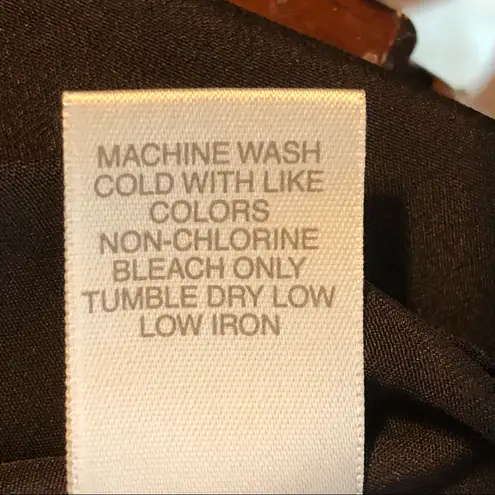 MACHINE WASH
COLD WITH LIKE
COLORS
NON-CHLORINE
BLEACH ONLY
TUMBLE DRY LOW
LOW IRON